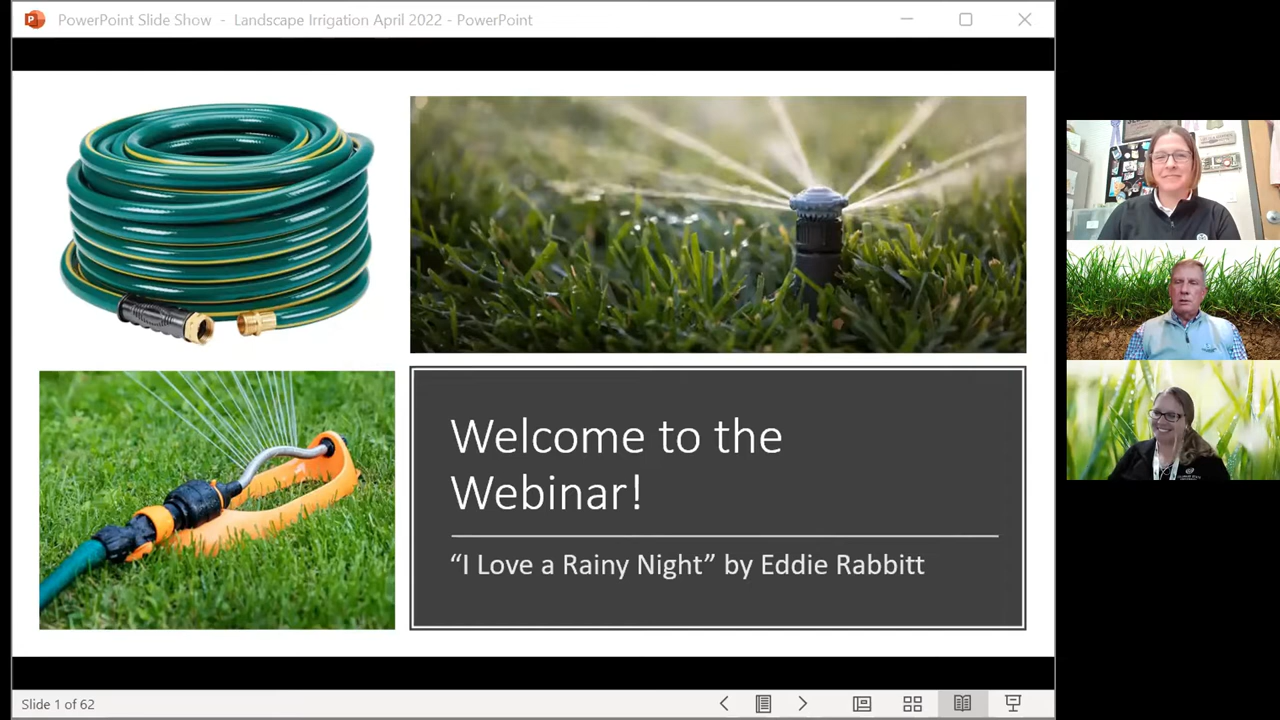 PowerPoint Slide Show - Landscape Irrigation April 2022 - PowerPoint
Welcome to the
Webinar!
“I Love a Rainy Night” by Eddie Rabbitt
Slide 1 of 62